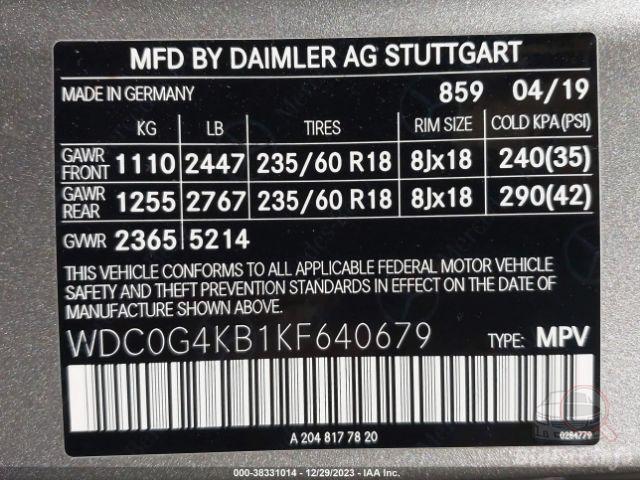 MFD BY DAIMLER AG STUTTGART
MADE IN GERMANY 859 04/19
KG LB TIRES RIM SIZE COLD KPA (PSI)
GAWR FRONT 1110 2447 235/60 R18 8Jx18 240(35)
GAWR REAR 1255 2767 235/60 R18 8Jx18 290(42)
GVWR 2365 5214
THIS VEHICLE CONFORMS TO ALL APPLICABLE FEDERAL MOTOR VEHICLE
SAFETY AND THEFT PREVENTION STANDARDS IN EFFECT ON THE DATE OF
MANUFACTURE SHOWN ABOVE.
WDC0G4KB1KF640679 TYPE: MPV
A 204 817 78 20 0284779
000-38331014 - 12/29/2023 - IAA Inc.